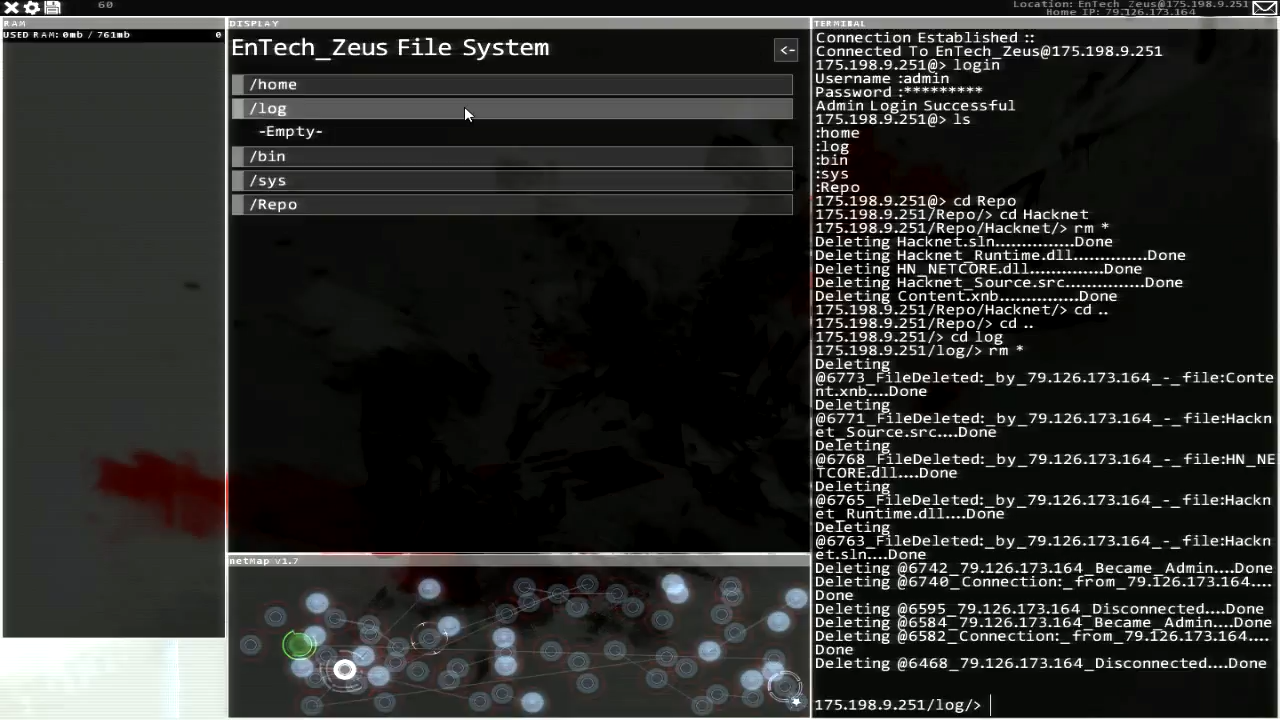 60
Location: EnTech_Zeus@175.198.9.251
Home IP: 79.126.173.164
RAM
USED RAM: 0mb / 761mb 0
DISPLAY
EnTech_Zeus File System
<-
/home
/log
-Empty-
/bin
/sys
/Repo
netMap v1.7
TERMINAL
Connection Established ::
Connected To EnTech_Zeus@175.198.9.251
175.198.9.251@> login
Username :admin
Password :*********
Admin Login Successful
175.198.9.251@> ls
:home
:log
:bin
:sys
:Repo
175.198.9.251@> cd Repo
175.198.9.251/Repo/> cd Hacknet
175.198.9.251/Repo/Hacknet/> rm *
Deleting Hacknet.sln...............Done
Deleting Hacknet_Runtime.dll...............Done
Deleting HN_NETCORE.dll...............Done
Deleting Hacknet_Source.src...............Done
Deleting Content.xnb...............Done
175.198.9.251/Repo/Hacknet/> cd ..
175.198.9.251/Repo/> cd ..
175.198.9.251/> cd log
175.198.9.251/log/> rm *
Deleting
@6773_FileDeleted:_by_79.126.173.164_-_file:Conte
nt.xnb....Done
Deleting
@6771_FileDeleted:_by_79.126.173.164_-_file:Hackn
et_Source.src....Done
Deleting
@6768_FileDeleted:_by_79.126.173.164_-_file:HN_NE
TCORE.dll....Done
Deleting
@6765_FileDeleted:_by_79.126.173.164_-_file:Hackn
et_Runtime.dll....Done
Deleting
@6763_FileDeleted:_by_79.126.173.164_-_file:Hackn
et.sln....Done
Deleting @6742_79.126.173.164_Became_Admin....Done
Deleting @6740_Connection:_from_79.126.173.164....
Done
Deleting @6595_79.126.173.164_Disconnected....Done
Deleting @6584_79.126.173.164_Became_Admin....Done
Deleting @6582_Connection:_from_79.126.173.164....
Done
Deleting @6468_79.126.173.164_Disconnected....Done
175.198.9.251/log/>